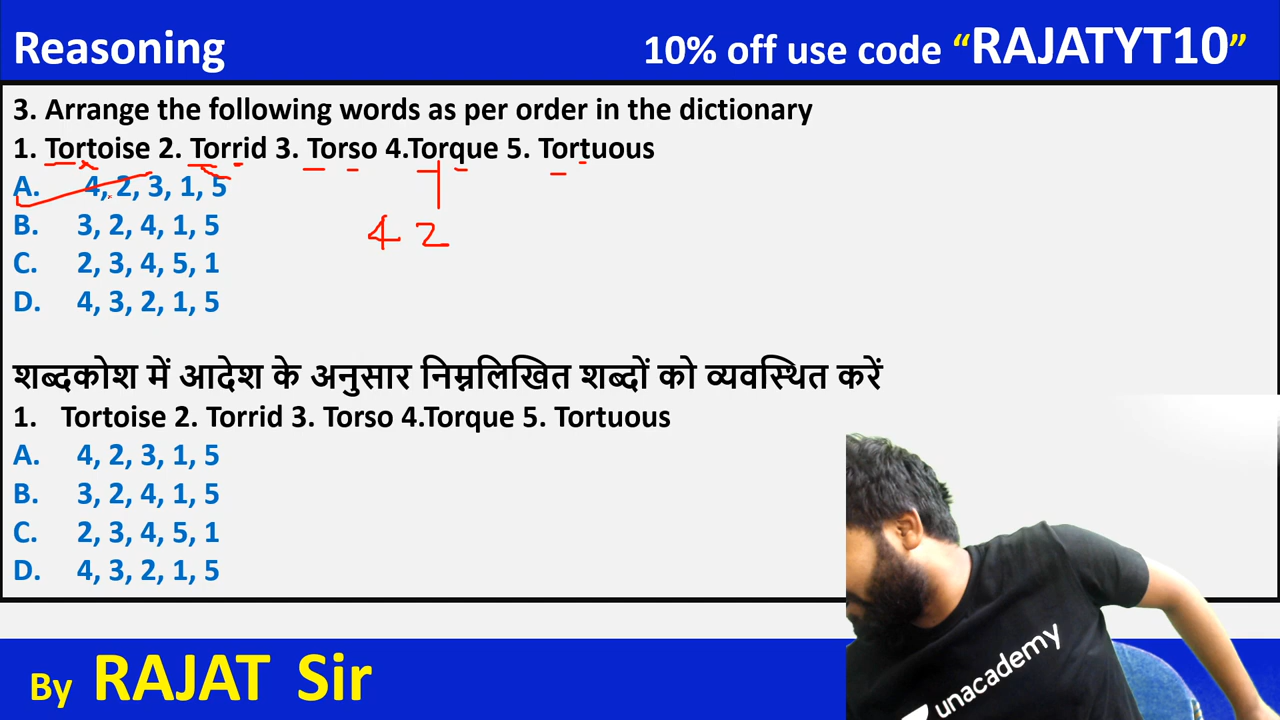 Reasoning
10% off use code “RAJATYT10”
3. Arrange the following words as per order in the dictionary
1. Tortoise 2. Torrid 3. Torso 4.Torque 5. Tortuous
A. 4, 2, 3, 1, 5
B. 3, 2, 4, 1, 5
4 2
C. 2, 3, 4, 5, 1
D. 4, 3, 2, 1, 5
शब्दकोश में आदेश के अनुसार निम्नलिखित शब्दों को व्यवस्थित करें
1. Tortoise 2. Torrid 3. Torso 4.Torque 5. Tortuous
A. 4, 2, 3, 1, 5
B. 3, 2, 4, 1, 5
C. 2, 3, 4, 5, 1
D. 4, 3, 2, 1, 5
unacademy
By RAJAT Sir